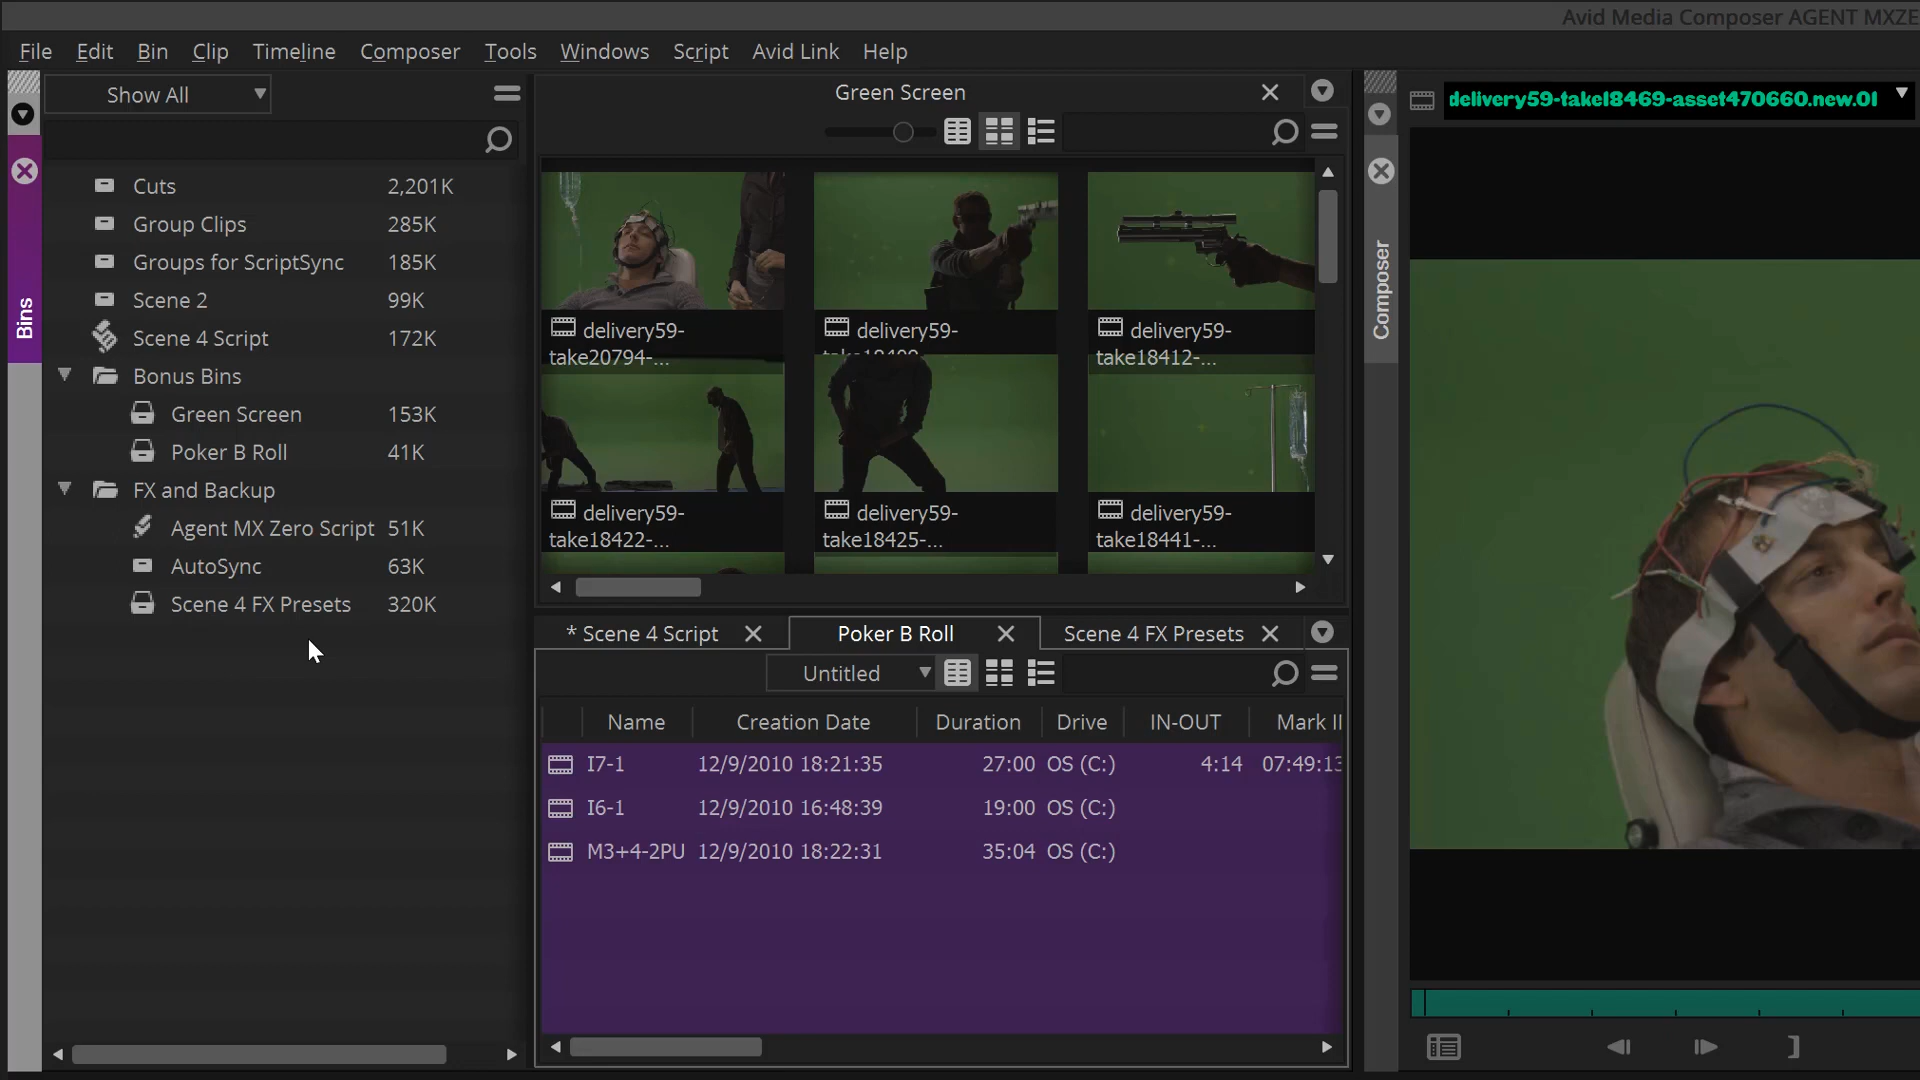 Avid Media Composer AGENT MXZE
File Edit Bin Clip Timeline Composer Tools Windows Script Avid Link Help
Show All
Bins
Cuts 2,201K
Group Clips 285K
Groups for ScriptSync 185K
Scene 2 99K
Scene 4 Script 172K
Bonus Bins
Green Screen 153K
Poker B Roll 41K
FX and Backup
Agent MX Zero Script 51K
AutoSync 63K
Scene 4 FX Presets 320K
Green Screen
delivery59-
take20794-...
delivery59-
delivery59-
take18412-...
delivery59-
take18422-...
delivery59-
take18425-...
delivery59-
take18441-...
* Scene 4 Script
Poker B Roll
Scene 4 FX Presets
Untitled
Name Creation Date Duration Drive IN-OUT Mark II
I7-1 12/9/2010 18:21:35 27:00 OS (C:) 4:14 07:49:13
I6-1 12/9/2010 16:48:39 19:00 OS (C:)
M3+4-2PU 12/9/2010 18:22:31 35:04 OS (C:)
Composer
delivery59-take18469-asset470660.new.01